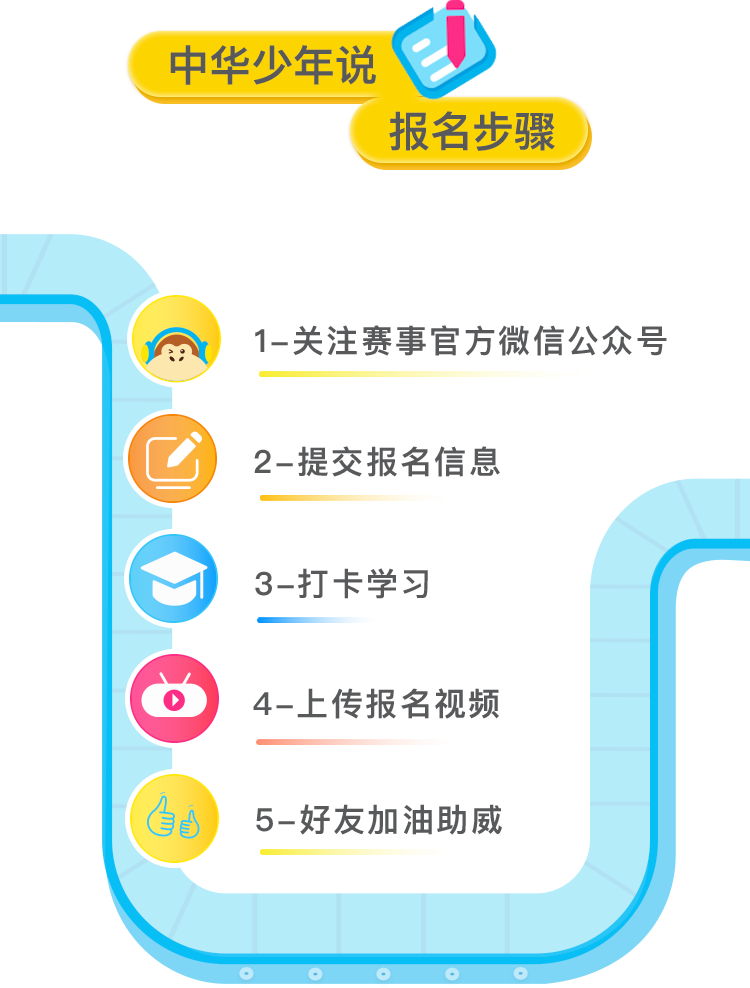 中华少年说
报名步骤
1-关注赛事官方微信公众号
2-提交报名信息
3-打卡学习
4-上传报名视频
5-好友加油助威